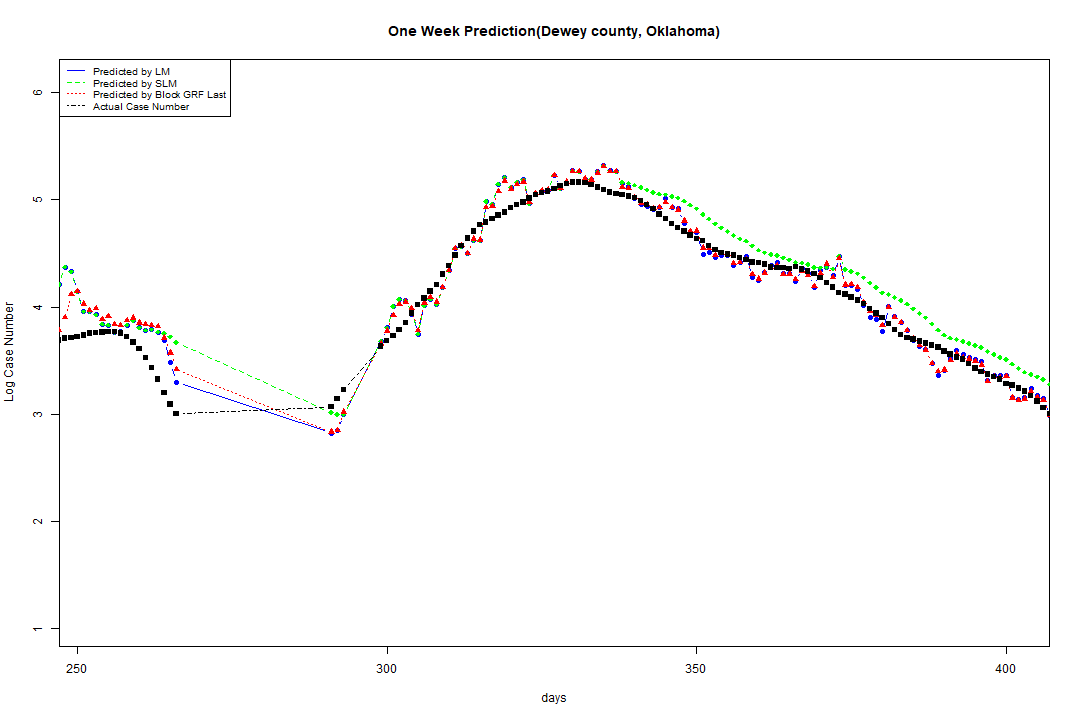 One Week Prediction(Dewey county, Oklahoma)
Predicted by LM
Predicted by SLM
Predicted by Block GRF Last
Actual Case Number
6
5
4
3
2
1
Log Case Number
250 300 350 400
days